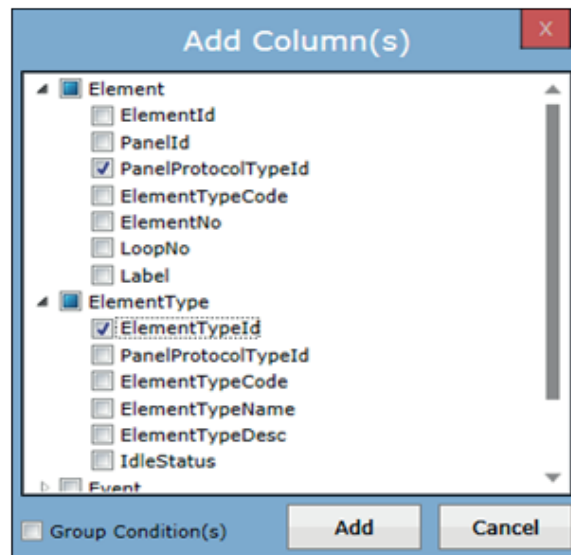 Add Column(s)
x
Element
ElementId
PanelId
PanelProtocolTypeId
ElementTypeCode
ElementNo
LoopNo
Label
ElementType
ElementTypeId
PanelProtocolTypeId
ElementTypeCode
ElementTypeName
ElementTypeDesc
IdleStatus
Event
Group Condition(s)
Add
Cancel